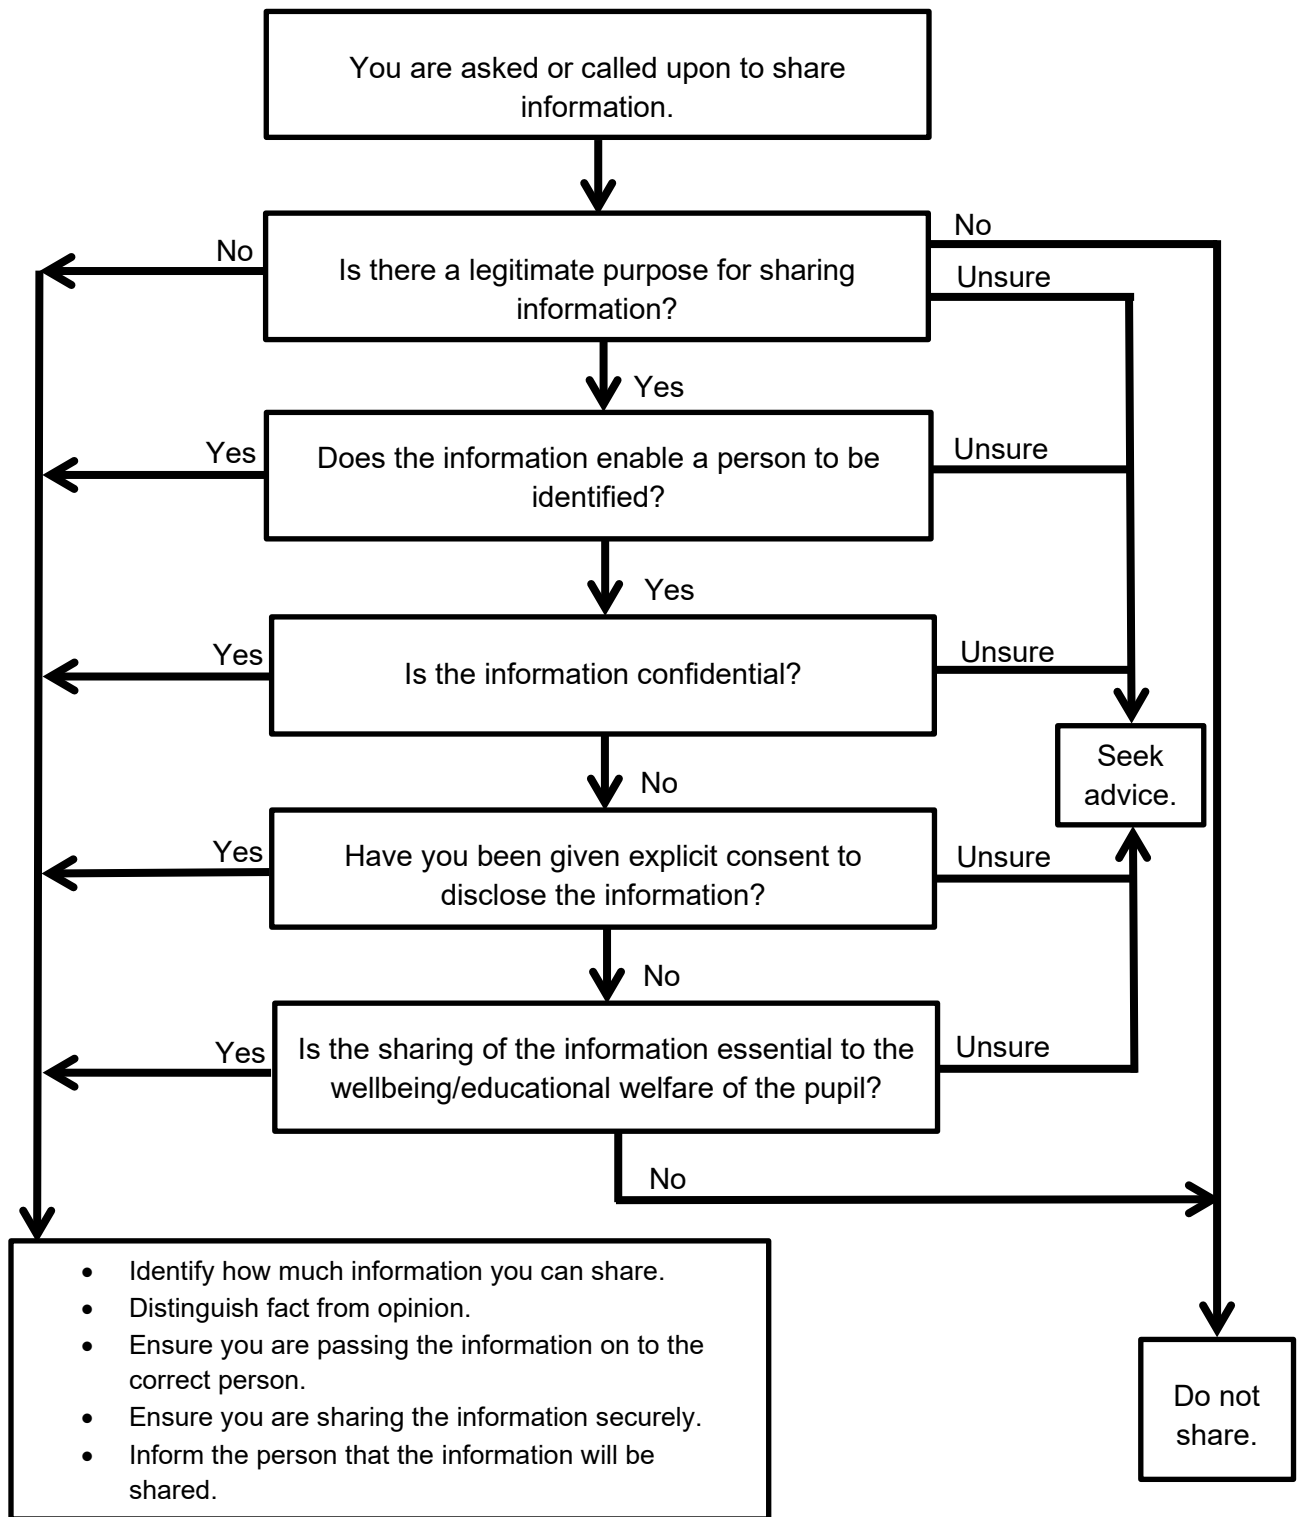 You are asked or called upon to share
information.
No
Is there a legitimate purpose for sharing
information?
No
Unsure
Yes
Yes
Does the information enable a person to be
identified?
Unsure
Yes
Yes
Is the information confidential?
Unsure
No
Seek
advice.
Yes
Have you been given explicit consent to
disclose the information?
Unsure
No
Yes
Is the sharing of the information essential to the
wellbeing/educational welfare of the pupil?
Unsure
No
• Identify how much information you can share.
• Distinguish fact from opinion.
• Ensure you are passing the information on to the
correct person.
• Ensure you are sharing the information securely.
• Inform the person that the information will be
shared.
Do not
share.